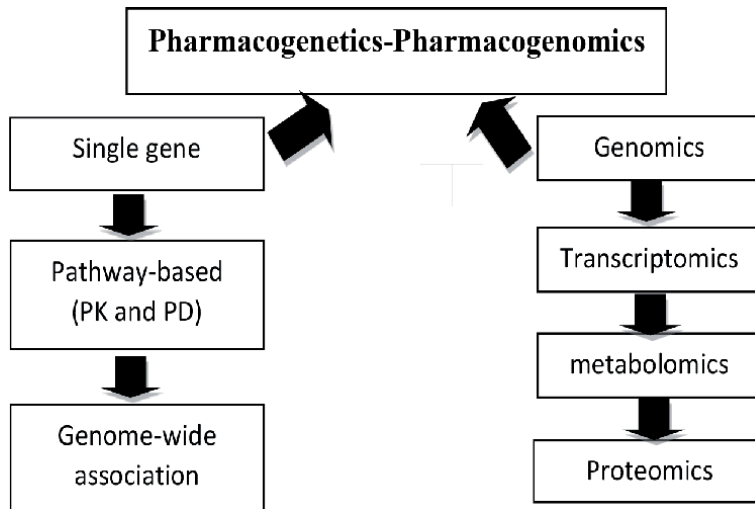 Pharmacogenetics-Pharmacogenomics
Single gene
Pathway-based
(PK and PD)
Genome-wide
association
Genomics
Transcriptomics
metabolomics
Proteomics